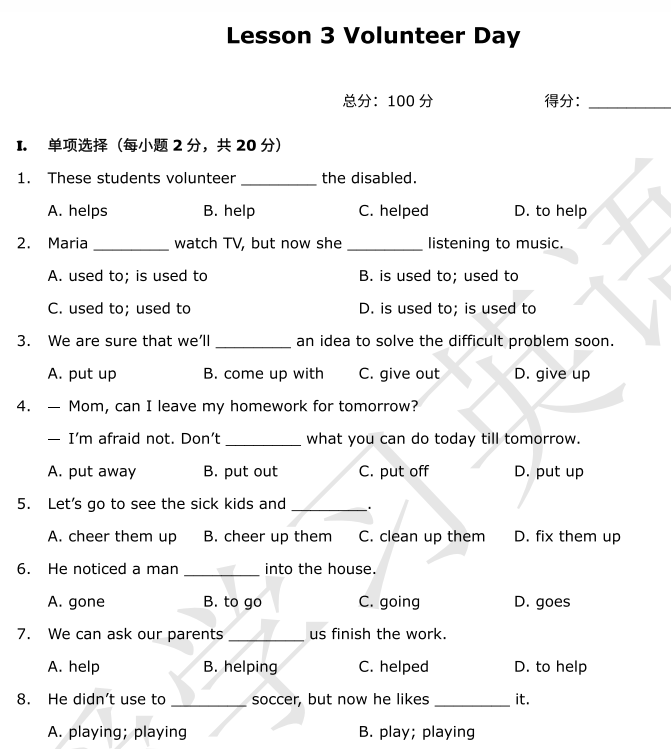 Lesson 3 Volunteer Day
总分：100 分 得分：________
I. 单项选择（每小题 2 分，共 20 分）
1. These students volunteer ________ the disabled.
A. helps B. help C. helped D. to help
2. Maria ________ watch TV, but now she ________ listening to music.
A. used to; is used to B. is used to; used to
C. used to; used to D. is used to; is used to
3. We are sure that we’ll ________ an idea to solve the difficult problem soon.
A. put up B. come up with C. give out D. give up
4. — Mom, can I leave my homework for tomorrow?
— I’m afraid not. Don’t ________ what you can do today till tomorrow.
A. put away B. put out C. put off D. put up
5. Let’s go to see the sick kids and ________.
A. cheer them up B. cheer up them C. clean up them D. fix them up
6. He noticed a man ________ into the house.
A. gone B. to go C. going D. goes
7. We can ask our parents ________ us finish the work.
A. help B. helping C. helped D. to help
8. He didn’t use to ________ soccer, but now he likes ________ it.
A. playing; playing B. play; playing
学习英语